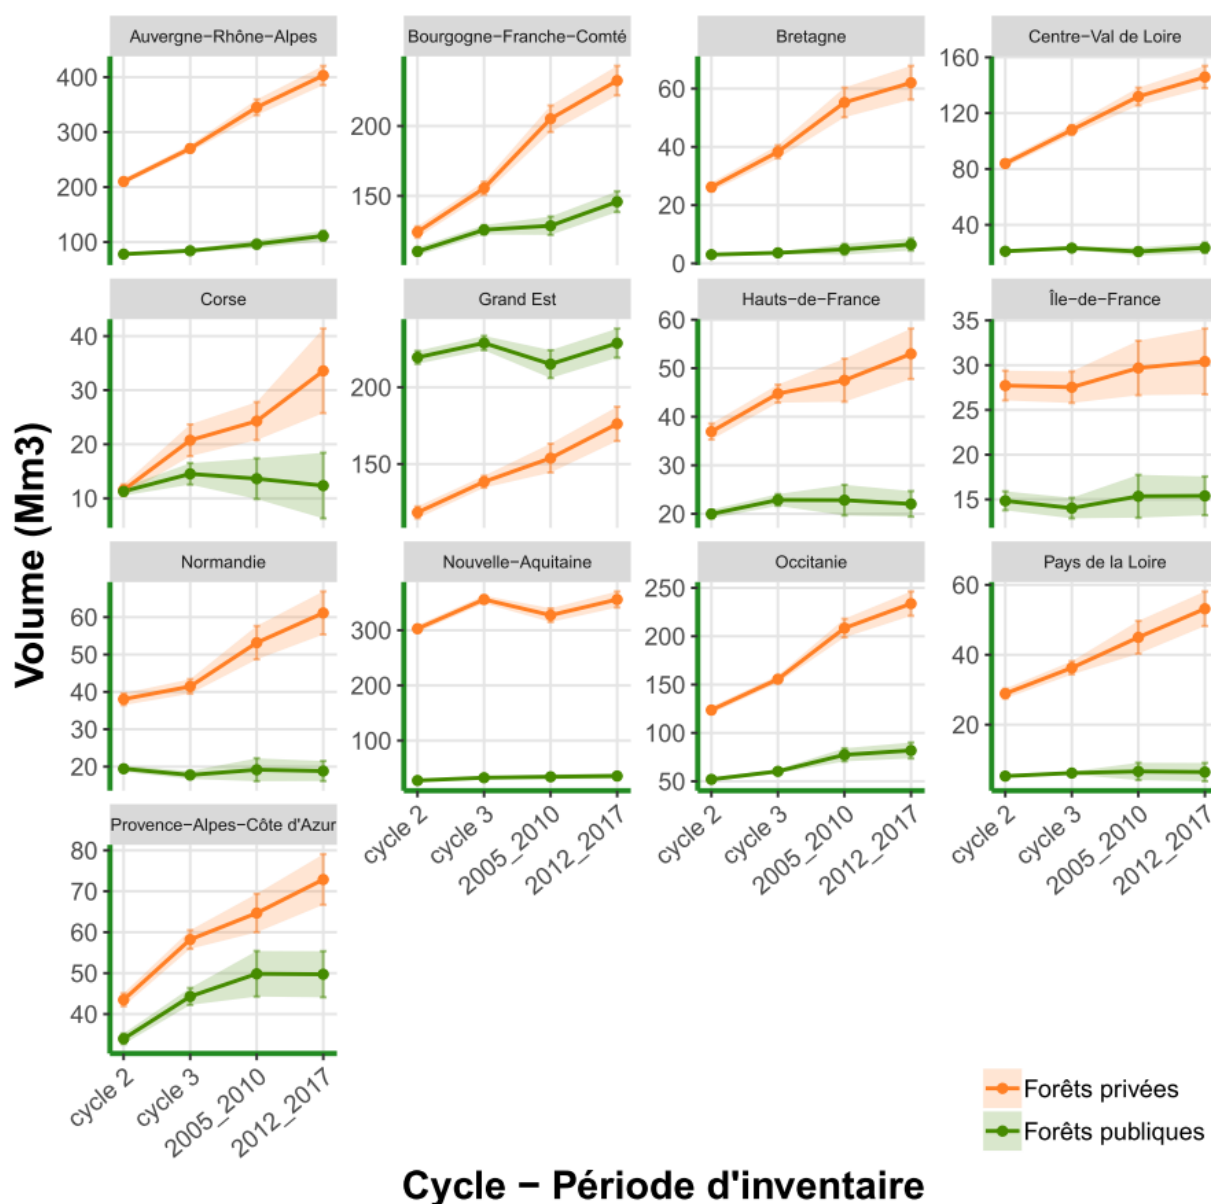 Auvergne−Rhône−Alpes
Bourgogne−Franche−Comté
Bretagne
Centre−Val de Loire
400
300
200
100
200
150
60
40
20
0
160
120
80
40
Corse
Grand Est
Hauts−de−France
Île−de−France
40
30
20
10
200
150
60
50
40
30
20
35
30
25
20
15
Normandie
Nouvelle−Aquitaine
Occitanie
Pays de la Loire
60
50
40
30
20
300
200
100
250
200
150
100
50
60
40
20
cycle 2
cycle 3
2005_2010
2012_2017
cycle 2
cycle 3
2005_2010
2012_2017
cycle 2
cycle 3
2005_2010
2012_2017
Provence−Alpes−Côte d'Azur
80
70
60
50
40
cycle 2
cycle 3
2005_2010
2012_2017
Volume (Mm3)
Cycle − Période d'inventaire
Forêts privées
Forêts publiques